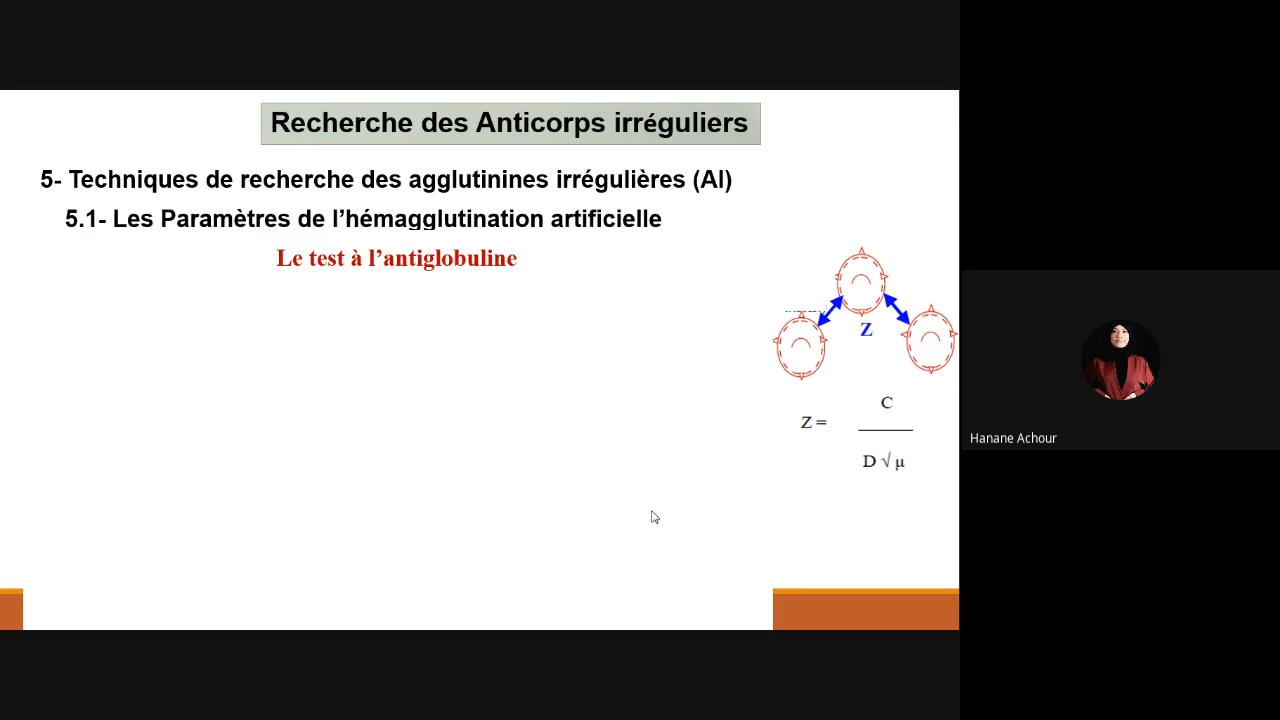 Recherche des Anticorps irréguliers
5- Techniques de recherche des agglutinines irrégulières (AI)
5.1- Les Paramètres de l'hémagglutination artificielle
Le test à l'antiglobuline
Z
Z =
C
D √ µ
Hanane Achour